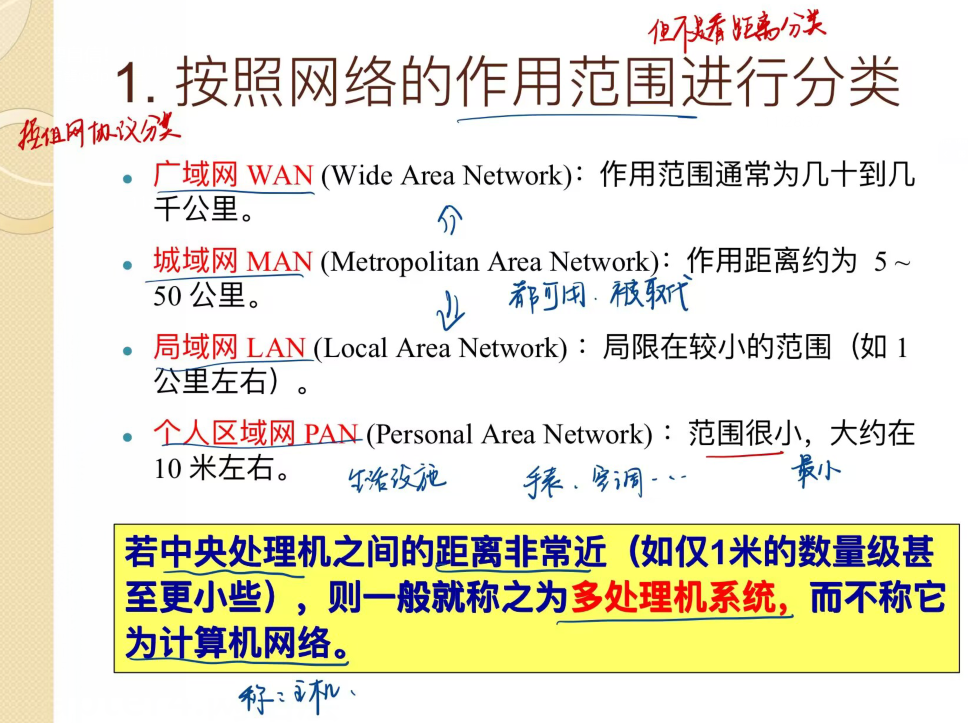 但不是看距离分类
1. 按照网络的作用范围进行分类
按组网协议分类
广域网 WAN (Wide Area Network)：作用范围通常为几十到几
千公里。
介
城域网 MAN (Metropolitan Area Network)：作用距离约为 5 ~
50 公里。
都可用. 被取代
局域网 LAN (Local Area Network) ：局限在较小的范围（如 1
公里左右）。
个人区域网 PAN (Personal Area Network) ：范围很小，大约在
10 米左右。
生活设施 手表、空调... 最小
若中央处理机之间的距离非常近（如仅1米的数量级甚
至更小些），则一般就称之为多处理机系统，而不称它
为计算机网络。
称：主机、